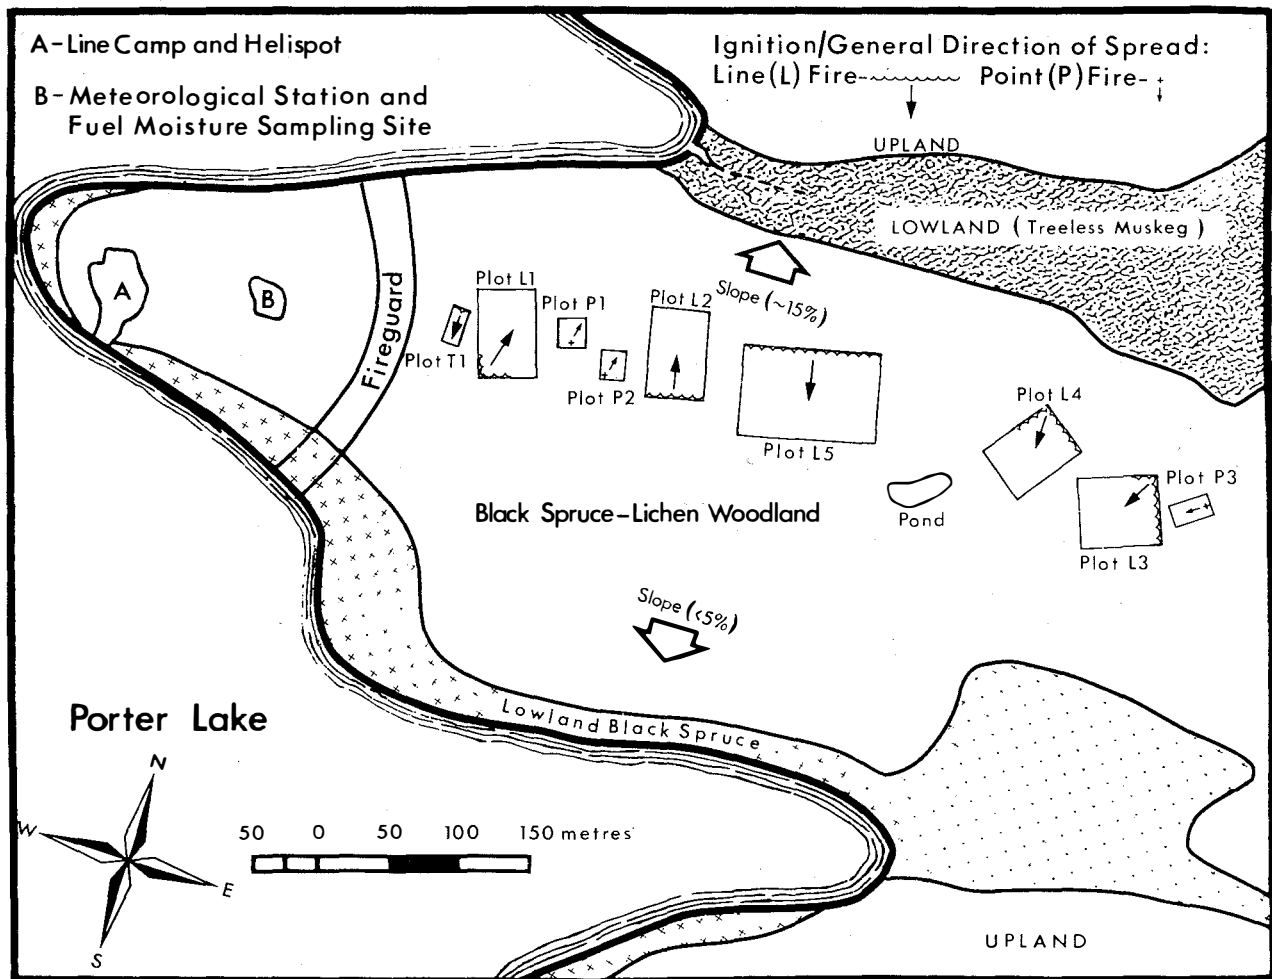 A-Line Camp and Helispot
B-Meteorological Station and
Fuel Moisture Sampling Site
Ignition/General Direction of Spread:
Line(L) Fire- Point(P)Fire-
UPLAND
LOWLAND ( Treeless Muskeg )
A
B
Fireguard
Slope (~15%)
Plot L1
Plot P1
Plot L2
Plot T1
Plot P2
Plot L5
Plot L4
Plot P3
Plot L3
Pond
Black Spruce-Lichen Woodland
Slope (<5%)
Lowland Black Spruce
Porter Lake
N
W
E
S
50 0 50 100 150 metres
UPLAND